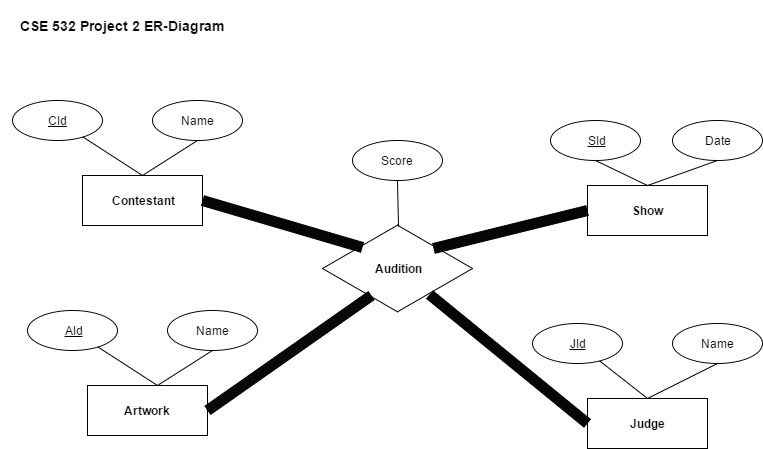 CSE 532 Project 2 ER-Diagram
CId
Name
Contestant
Score
SId
Date
Show
Audition
AId
Name
Artwork
JId
Name
Judge